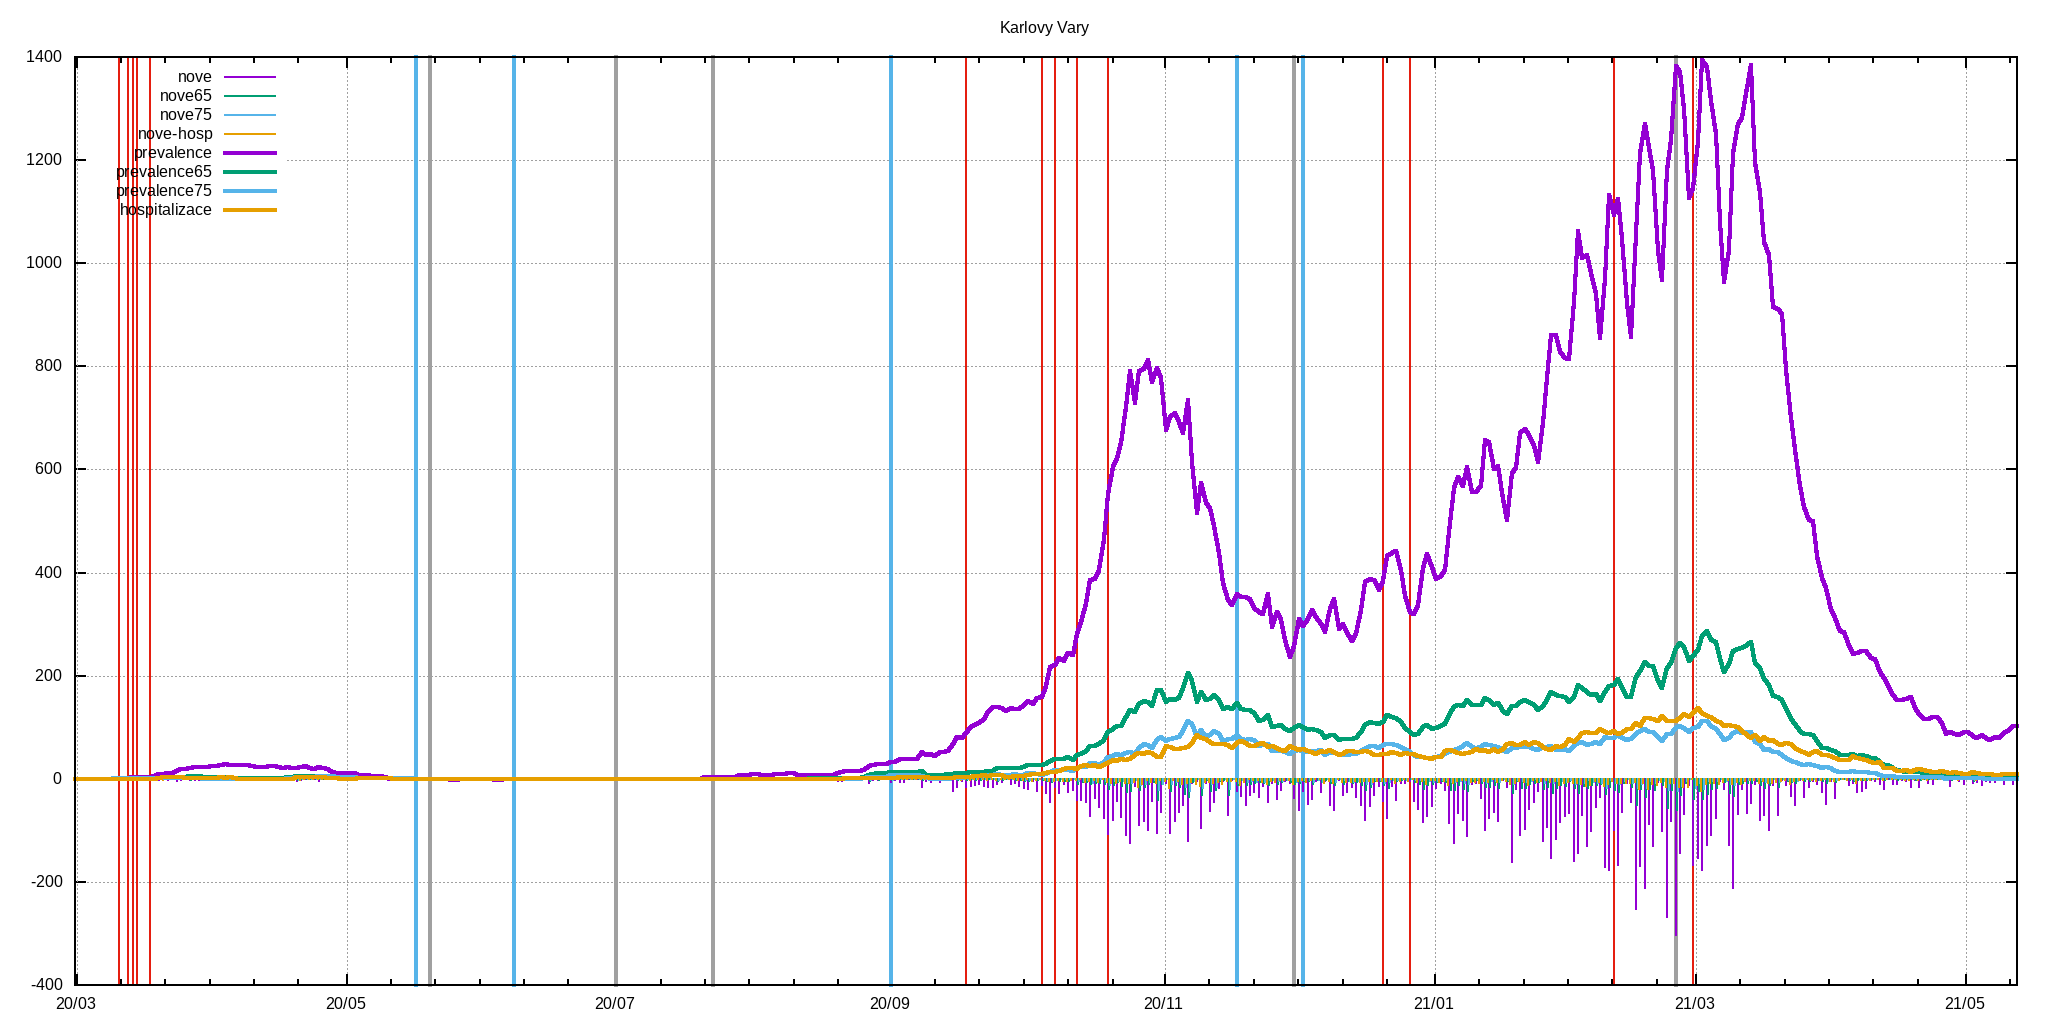 Karlovy Vary
1400
1200
1000
800
600
400
200
0
-200
-400
nove
nove65
nove75
nove-hosp
prevalence
prevalence65
prevalence75
hospitalizace
20/03 20/05 20/07 20/09 20/11 21/01 21/03 21/05